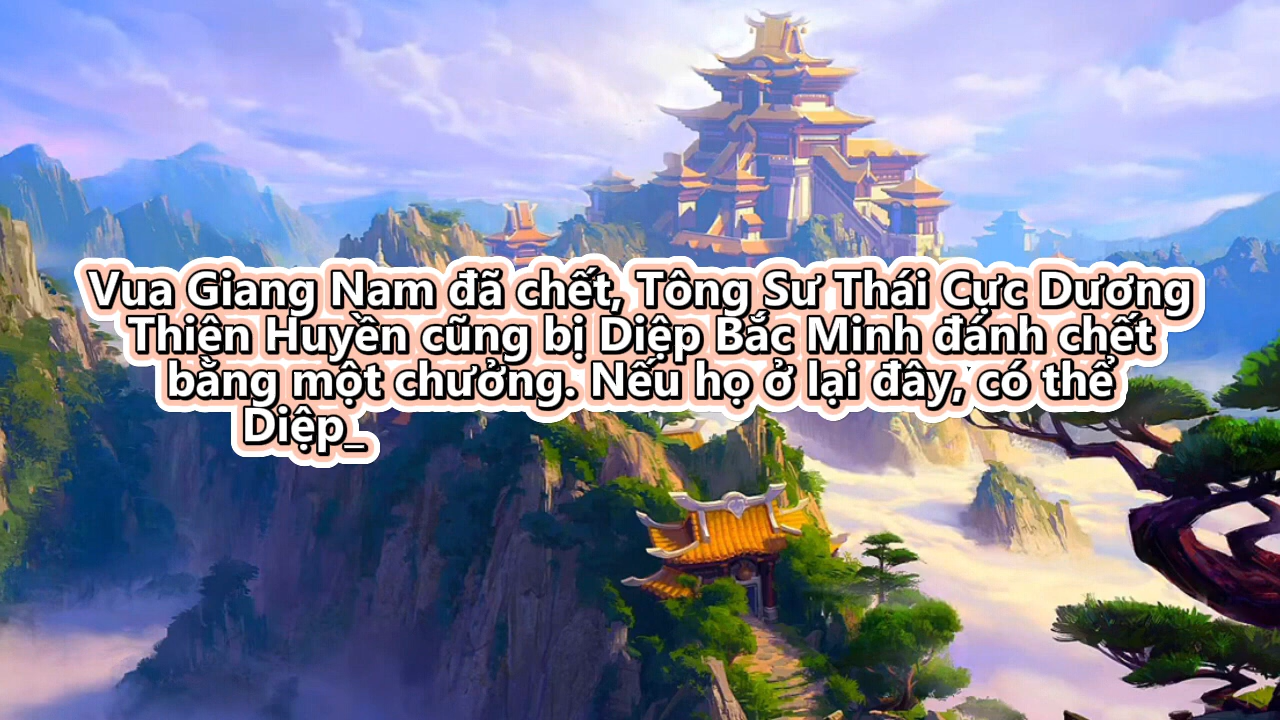 Vua Giang Nam đã chết, Tông Sư Thái Cực Dương
Thiên Huyền cũng bị Diệp Bắc Minh đánh chết
bằng một chưởng. Nếu họ ở lại đây, có thể
Diệp_